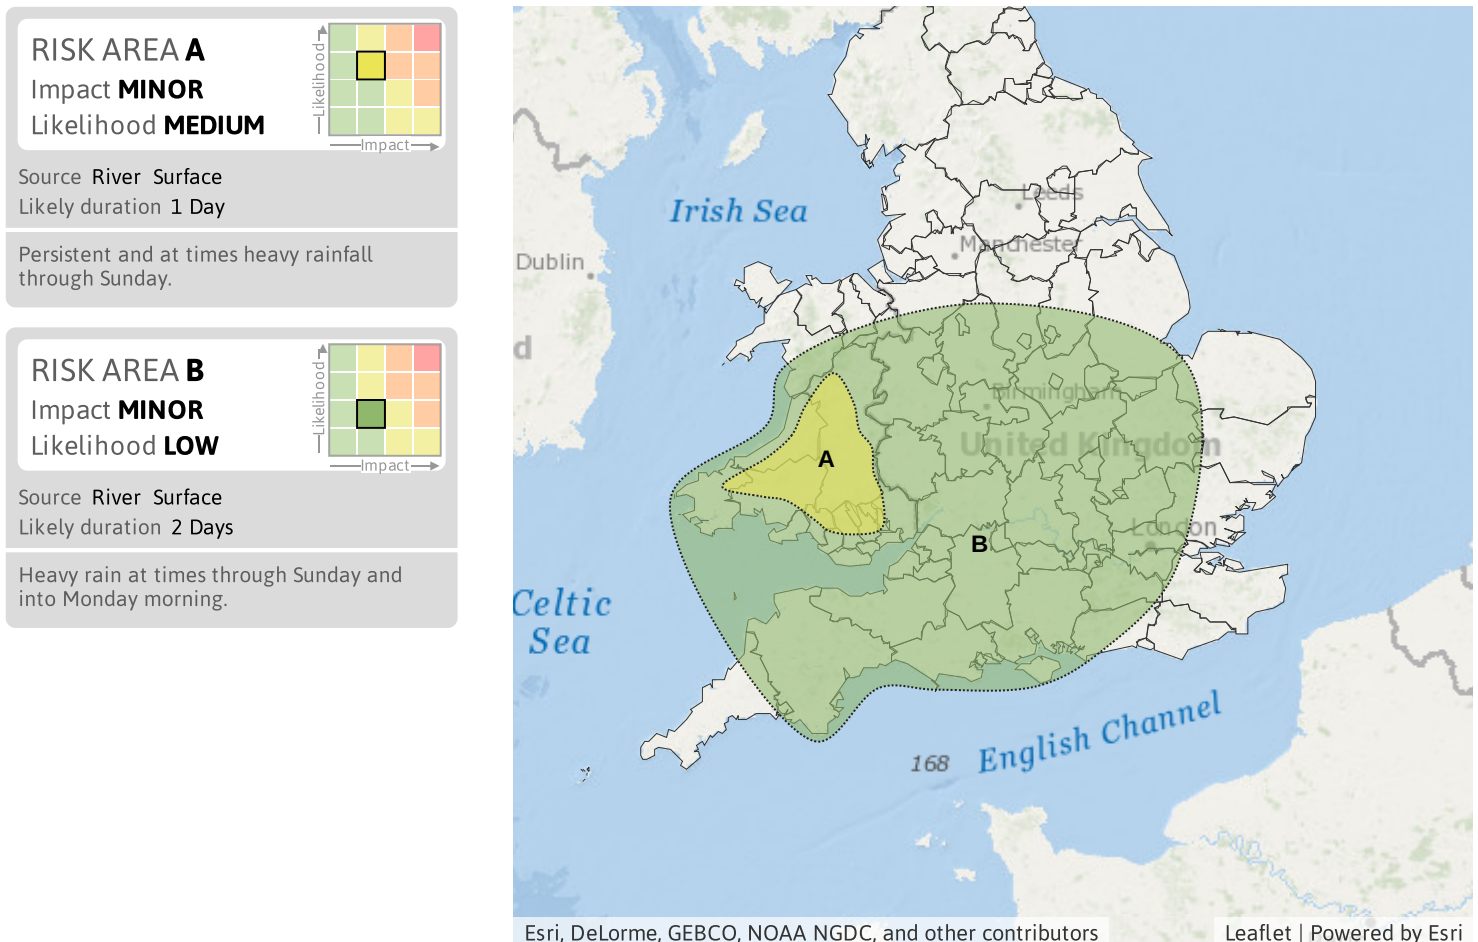 RISK AREA A
Impact MINOR
Likelihood MEDIUM
Likelihood
Impact
Source River Surface
Likely duration 1 Day
Persistent and at times heavy rainfall
through Sunday.
RISK AREA B
Impact MINOR
Likelihood LOW
Likelihood
Impact
Source River Surface
Likely duration 2 Days
Heavy rain at times through Sunday and
into Monday morning.
Leeds
Irish Sea
Manchester
Dublin
d
Birmingham
United Kingdom
A
London
B
Celtic
Sea
English Channel
168
Esri, DeLorme, GEBCO, NOAA NGDC, and other contributors
Leaflet | Powered by Esri